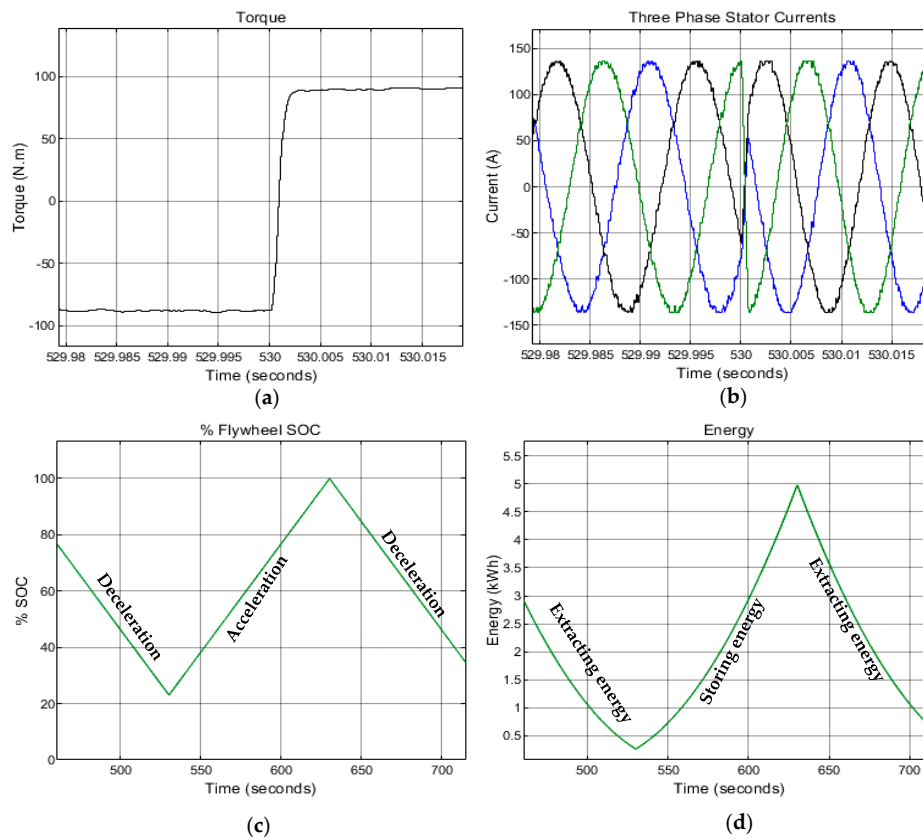 Torque
100
50
0
-50
-100
Torque (N.m)
529.98 529.985 529.99 529.995 530 530.005 530.01 530.015
Time (seconds)
(a)
Three Phase Stator Currents
150
100
50
0
-50
-100
-150
Current (A)
529.98 529.985 529.99 529.995 530 530.005 530.01 530.015
Time (seconds)
(b)
% Flywheel SOC
100
80
60
40
20
0
% SOC
Deceleration
Acceleration
Deceleration
500 550 600 650 700
Time (seconds)
(c)
Energy
5.5
5
4.5
4
3.5
3
2.5
2
1.5
1
0.5
Energy (kWh)
Extracting energy
Storing energy
Extracting energy
500 550 600 650 700
Time (seconds)
(d)